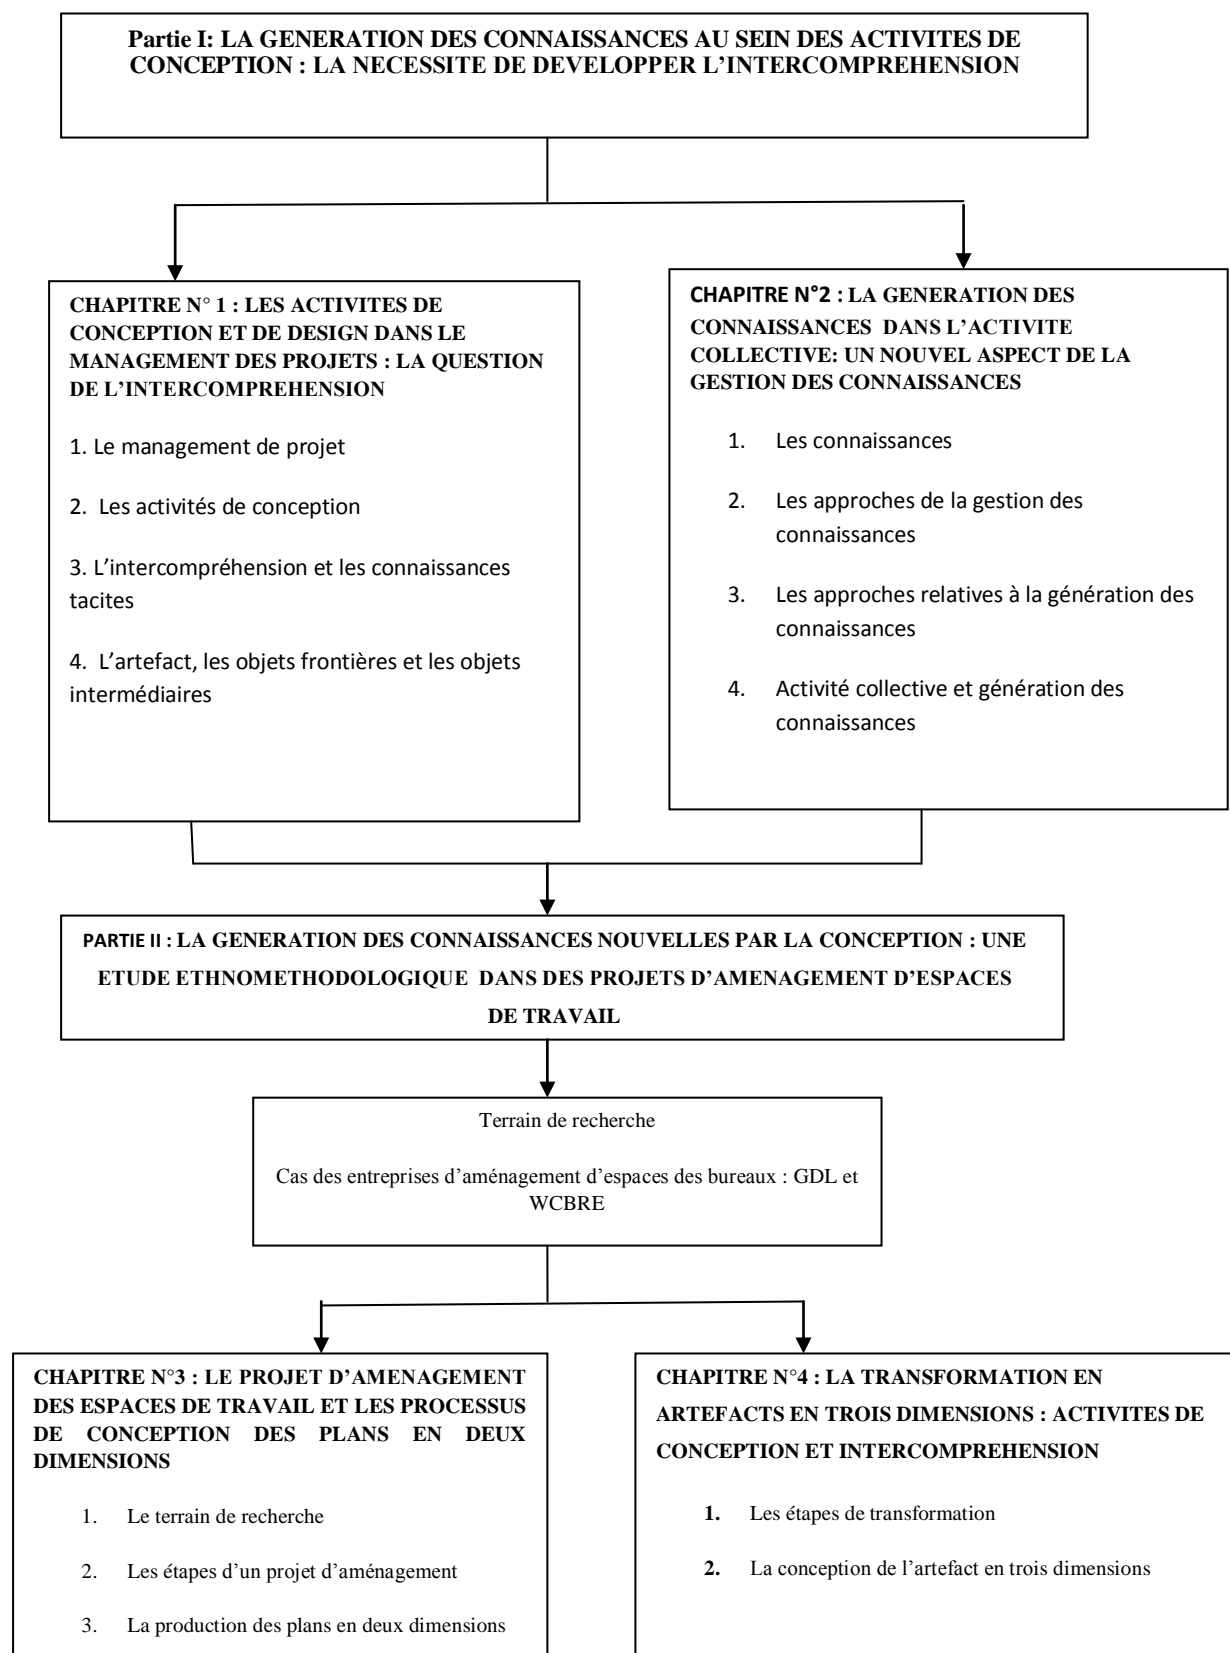 Partie I: LA GENERATION DES CONNAISSANCES AU SEIN DES ACTIVITES DE
CONCEPTION : LA NECESSITE DE DEVELOPPER L’INTERCOMPREHENSION
CHAPITRE N° 1 : LES ACTIVITES DE
CONCEPTION ET DE DESIGN DANS LE
MANAGEMENT DES PROJETS : LA QUESTION
DE L’INTERCOMPREHENSION
1. Le management de projet
2. Les activités de conception
3. L’intercompréhension et les connaissances
tacites
4. L’artefact, les objets frontières et les objets
intermédiaires
CHAPITRE N°2 : LA GENERATION DES
CONNAISSANCES DANS L’ACTIVITE
COLLECTIVE: UN NOUVEL ASPECT DE LA
GESTION DES CONNAISSANCES
1. Les connaissances
2. Les approches de la gestion des
connaissances
3. Les approches relatives à la génération des
connaissances
4. Activité collective et génération des
connaissances
PARTIE II : LA GENERATION DES CONNAISSANCES NOUVELLES PAR LA CONCEPTION : UNE
ETUDE ETHNOMETHODOLOGIQUE DANS DES PROJETS D’AMENAGEMENT D’ESPACES
DE TRAVAIL
Terrain de recherche
Cas des entreprises d’aménagement d’espaces des bureaux : GDL et
WCBRE
CHAPITRE N°3 : LE PROJET D’AMENAGEMENT
DES ESPACES DE TRAVAIL ET LES PROCESSUS
DE CONCEPTION DES PLANS EN DEUX
DIMENSIONS
1. Le terrain de recherche
2. Les étapes d’un projet d’aménagement
3. La production des plans en deux dimensions
CHAPITRE N°4 : LA TRANSFORMATION EN
ARTEFACTS EN TROIS DIMENSIONS : ACTIVITES DE
CONCEPTION ET INTERCOMPREHENSION
1. Les étapes de transformation
2. La conception de l’artefact en trois dimensions